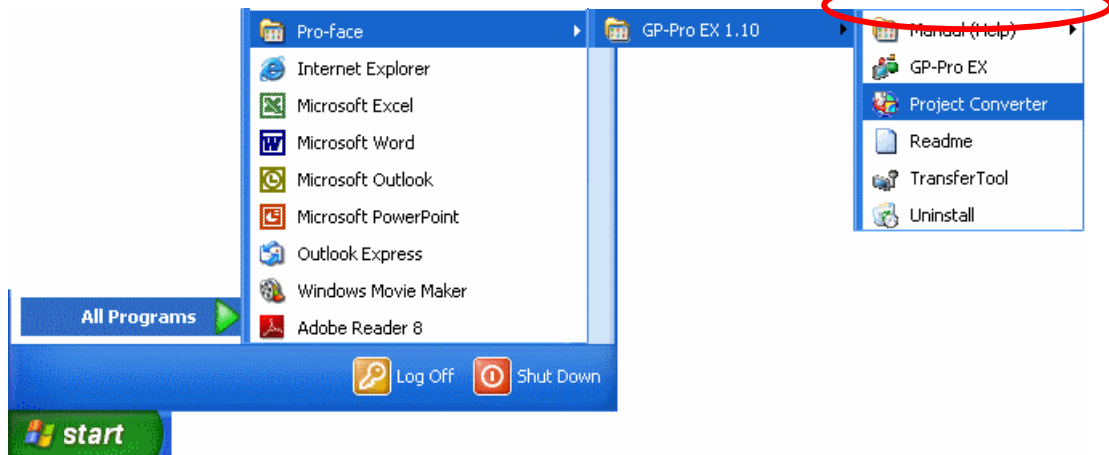 Pro-face
Internet Explorer
Microsoft Excel
Microsoft Word
Microsoft Outlook
Microsoft PowerPoint
Outlook Express
Windows Movie Maker
Adobe Reader 8
GP-Pro EX 1.10
Manual (Help)
GP-Pro EX
Project Converter
Readme
TransferTool
Uninstall
All Programs
Log Off
Shut Down
start